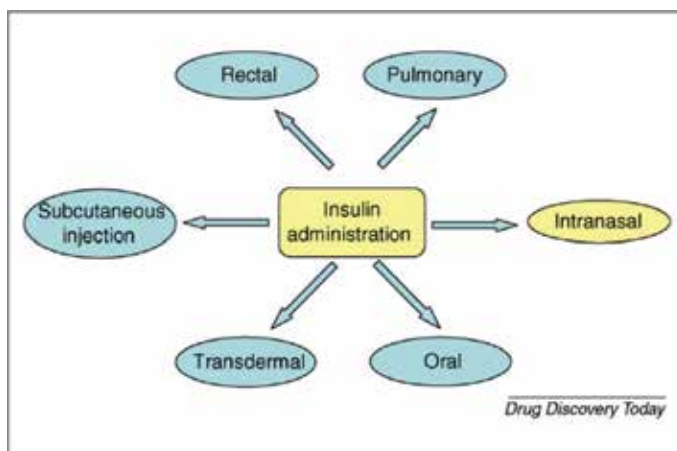 Rectal
Pulmonary
Subcutaneous
injection
Insulin
administration
Intranasal
Transdermal
Oral
Drug Discovery Today